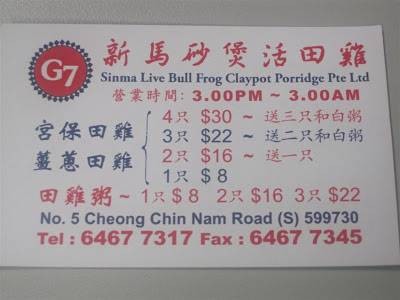 G7
新馬砂煲活田雞
Sinma Live Bull Frog Claypot Porridge Pte Ltd
營業時間: 3.00PM ~ 3.00AM
宮保田雞
薑蔥田雞
4只 $30 ~ 送三只和白粥
3只 $22 ~ 送二只和白粥
2只 $16 ~ 送一只
1只 $8
田雞粥~ 1只 $8 2只 $16 3只 $22
No. 5 Cheong Chin Nam Road (S) 599730
Tel : 6467 7317 Fax : 6467 7345